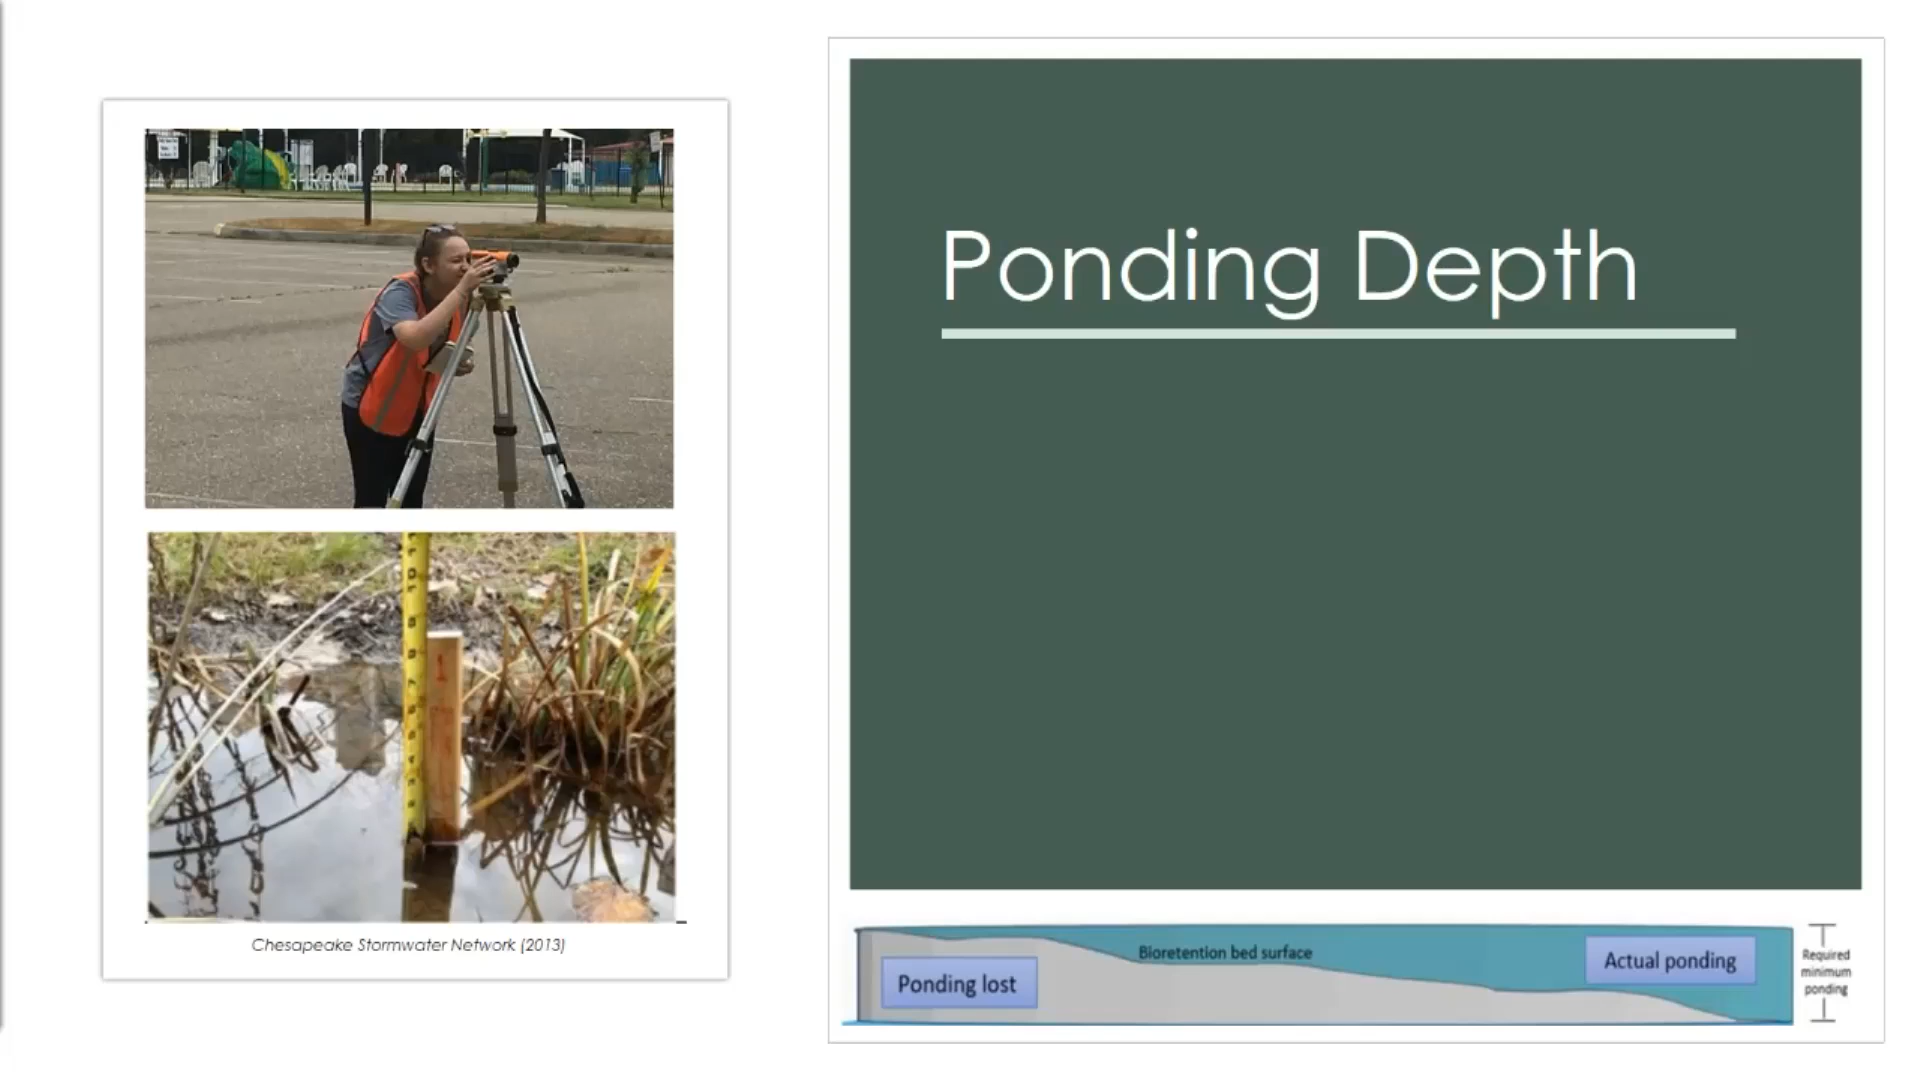 Ponding Depth
Chesapeake Stormwater Network (2013)
Bioretention bed surface
Ponding lost
Actual ponding
Required
minimum
ponding